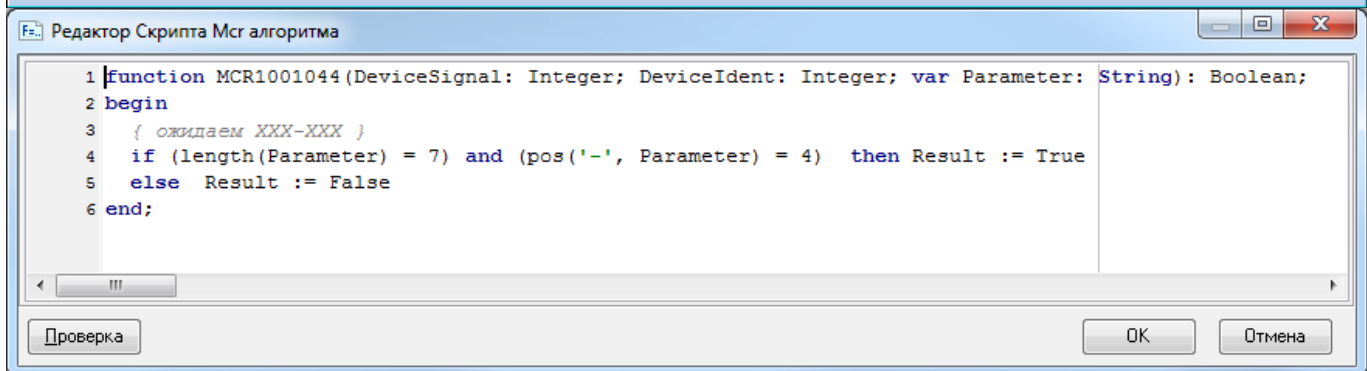 F=.. Редактор Скрипта Mcr алгоритма
1 function MCR1001044(DeviceSignal: Integer; DeviceIdent: Integer; var Parameter: String): Boolean;
2 begin
3 { ожидаем XXX-XXX }
4 if (length(Parameter) = 7) and (pos('-', Parameter) = 4)  then Result := True
5 else  Result := False
6 end;
Проверка OK Отмена